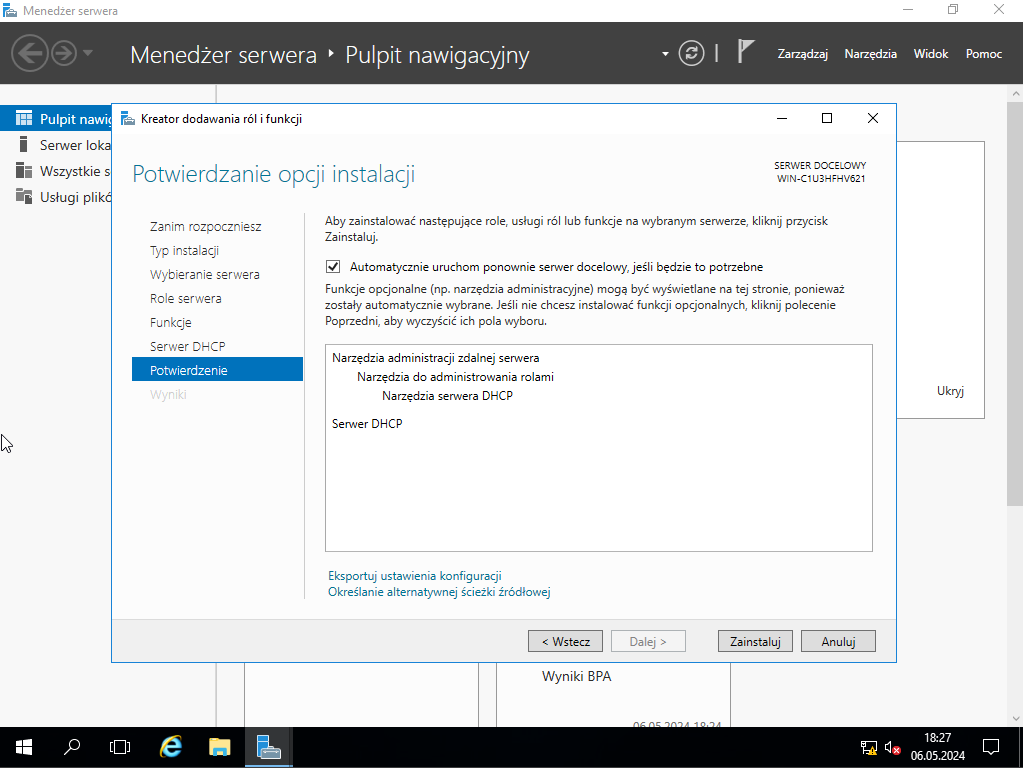 Menedżer serwera
Menedżer serwera
Pulpit nawigacyjny
Zarządzaj
Narzędzia
Widok
Pomoc
Pulpit nawig
Serwer loka
Wszystkie s
Usługi plikó
Kreator dodawania ról i funkcji
Potwierdzanie opcji instalacji
SERWER DOCELOWY
WIN-C1U3HFHV621
Zanim rozpoczniesz
Typ instalacji
Wybieranie serwera
Role serwera
Funkcje
Serwer DHCP
Potwierdzenie
Wyniki
Aby zainstalować następujące role, usługi ról lub funkcje na wybranym serwerze, kliknij przycisk
Zainstaluj.
Automatycznie uruchom ponownie serwer docelowy, jeśli będzie to potrzebne
Funkcje opcjonalne (np. narzędzia administracyjne) mogą być wyświetlane na tej stronie, ponieważ
zostały automatycznie wybrane. Jeśli nie chcesz instalować funkcji opcjonalnych, kliknij polecenie
Poprzedni, aby wyczyścić ich pola wyboru.
Narzędzia administracji zdalnej serwera
Narzędzia do administrowania rolami
Narzędzia serwera DHCP
Serwer DHCP
Eksportuj ustawienia konfiguracji
Określanie alternatywnej ścieżki źródłowej
< Wstecz
Dalej >
Zainstaluj
Anuluj
Ukryj
Wyniki BPA
06.05.2024 18:24
18:27
06.05.2024